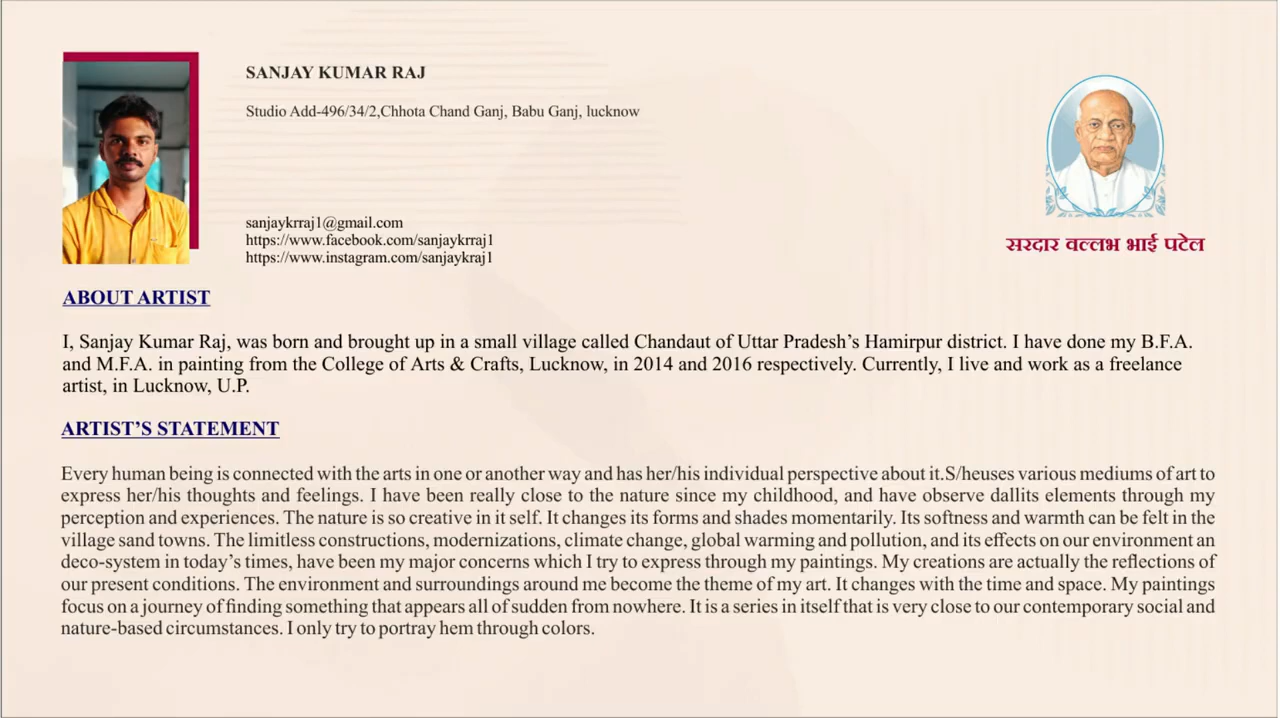 SANJAY KUMAR RAJ
Studio Add-496/34/2,Chhota Chand Ganj, Babu Ganj, lucknow
sanjaykrraj1@gmail.com
https://www.facebook.com/sanjaykrraj1
https://www.instagram.com/sanjaykraj1
सरदार वल्लभ भाई पटेल
ABOUT ARTIST
I, Sanjay Kumar Raj, was born and brought up in a small village called Chandaut of Uttar Pradesh’s Hamirpur district. I have done my B.F.A.
and M.F.A. in painting from the College of Arts & Crafts, Lucknow, in 2014 and 2016 respectively. Currently, I live and work as a freelance
artist, in Lucknow, U.P.
ARTIST’S STATEMENT
Every human being is connected with the arts in one or another way and has her/his individual perspective about it.S/heuses various mediums of art to
express her/his thoughts and feelings. I have been really close to the nature since my childhood, and have observe dallits elements through my
perception and experiences. The nature is so creative in it self. It changes its forms and shades momentarily. Its softness and warmth can be felt in the
village sand towns. The limitless constructions, modernizations, climate change, global warming and pollution, and its effects on our environment an
deco-system in today’s times, have been my major concerns which I try to express through my paintings. My creations are actually the reflections of
our present conditions. The environment and surroundings around me become the theme of my art. It changes with the time and space. My paintings
focus on a journey of finding something that appears all of sudden from nowhere. It is a series in itself that is very close to our contemporary social and
nature-based circumstances. I only try to portray hem through colors.